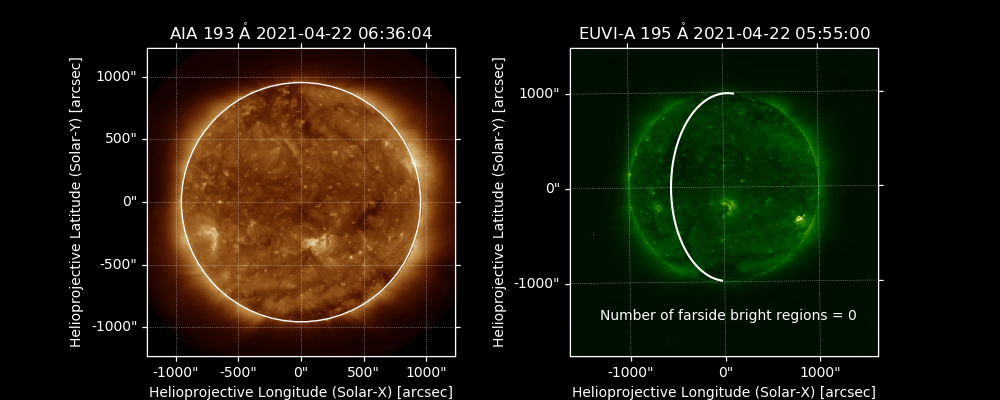 AIA 193 Å 2021-04-22 06:36:04
Helioprojective Latitude (Solar-Y) [arcsec]
1000"
500"
0"
-500"
-1000"
-1000"
-500"
0"
500"
1000"
Helioprojective Longitude (Solar-X) [arcsec]
EUVI-A 195 Å 2021-04-22 05:55:00
Helioprojective Latitude (Solar-Y) [arcsec]
1000"
0"
-1000"
Number of farside bright regions = 0
-1000"
0"
1000"
Helioprojective Longitude (Solar-X) [arcsec]